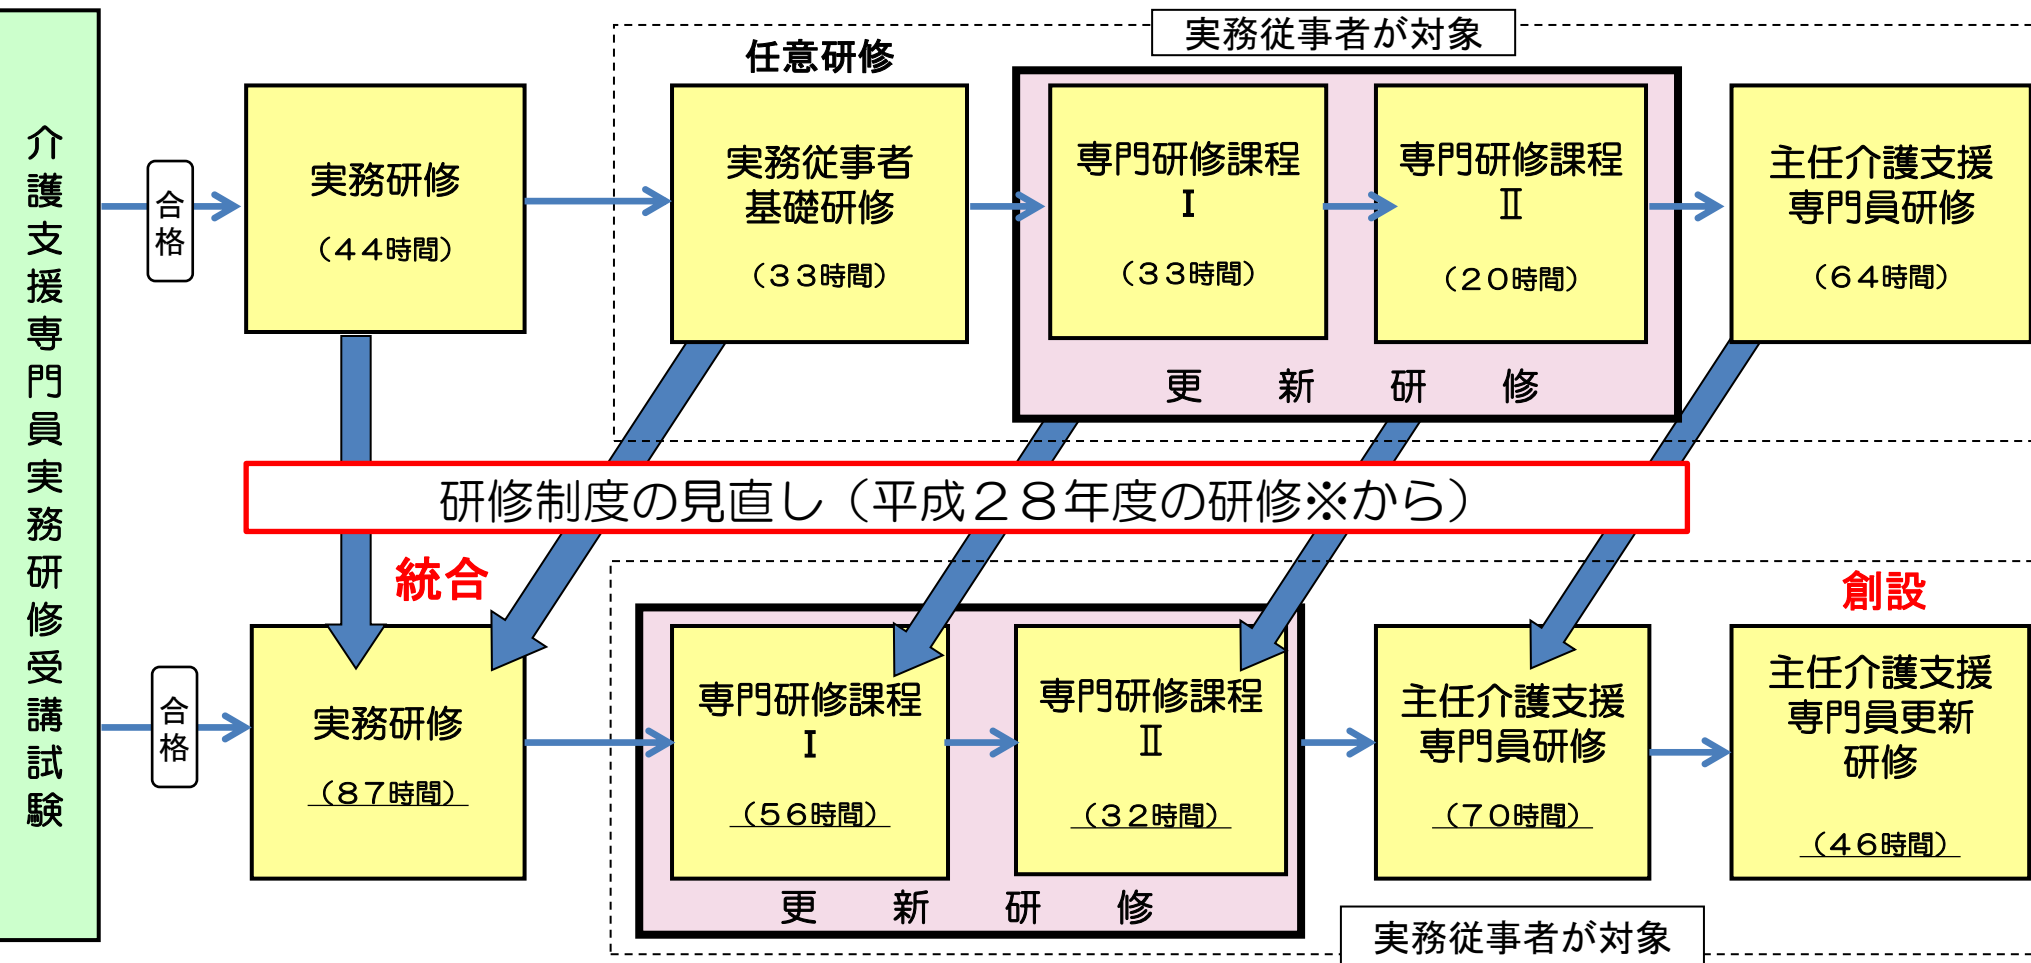 介護支援専門員実務研修受講試験
実務従事者が対象
任意研修
合格
実務研修
（４４時間）
実務従事者
基礎研修
（３３時間）
専門研修課程
Ⅰ
（３３時間）
専門研修課程
Ⅱ
（２０時間）
更新研修
主任介護支援
専門員研修
（６４時間）
研修制度の見直し（平成２８年度の研修※から）
統合
創設
合格
実務研修
（８７時間）
専門研修課程
Ⅰ
（５６時間）
専門研修課程
Ⅱ
（３２時間）
更新研修
主任介護支援
専門員研修
（７０時間）
主任介護支援
専門員更新
研修
（４６時間）
実務従事者が対象